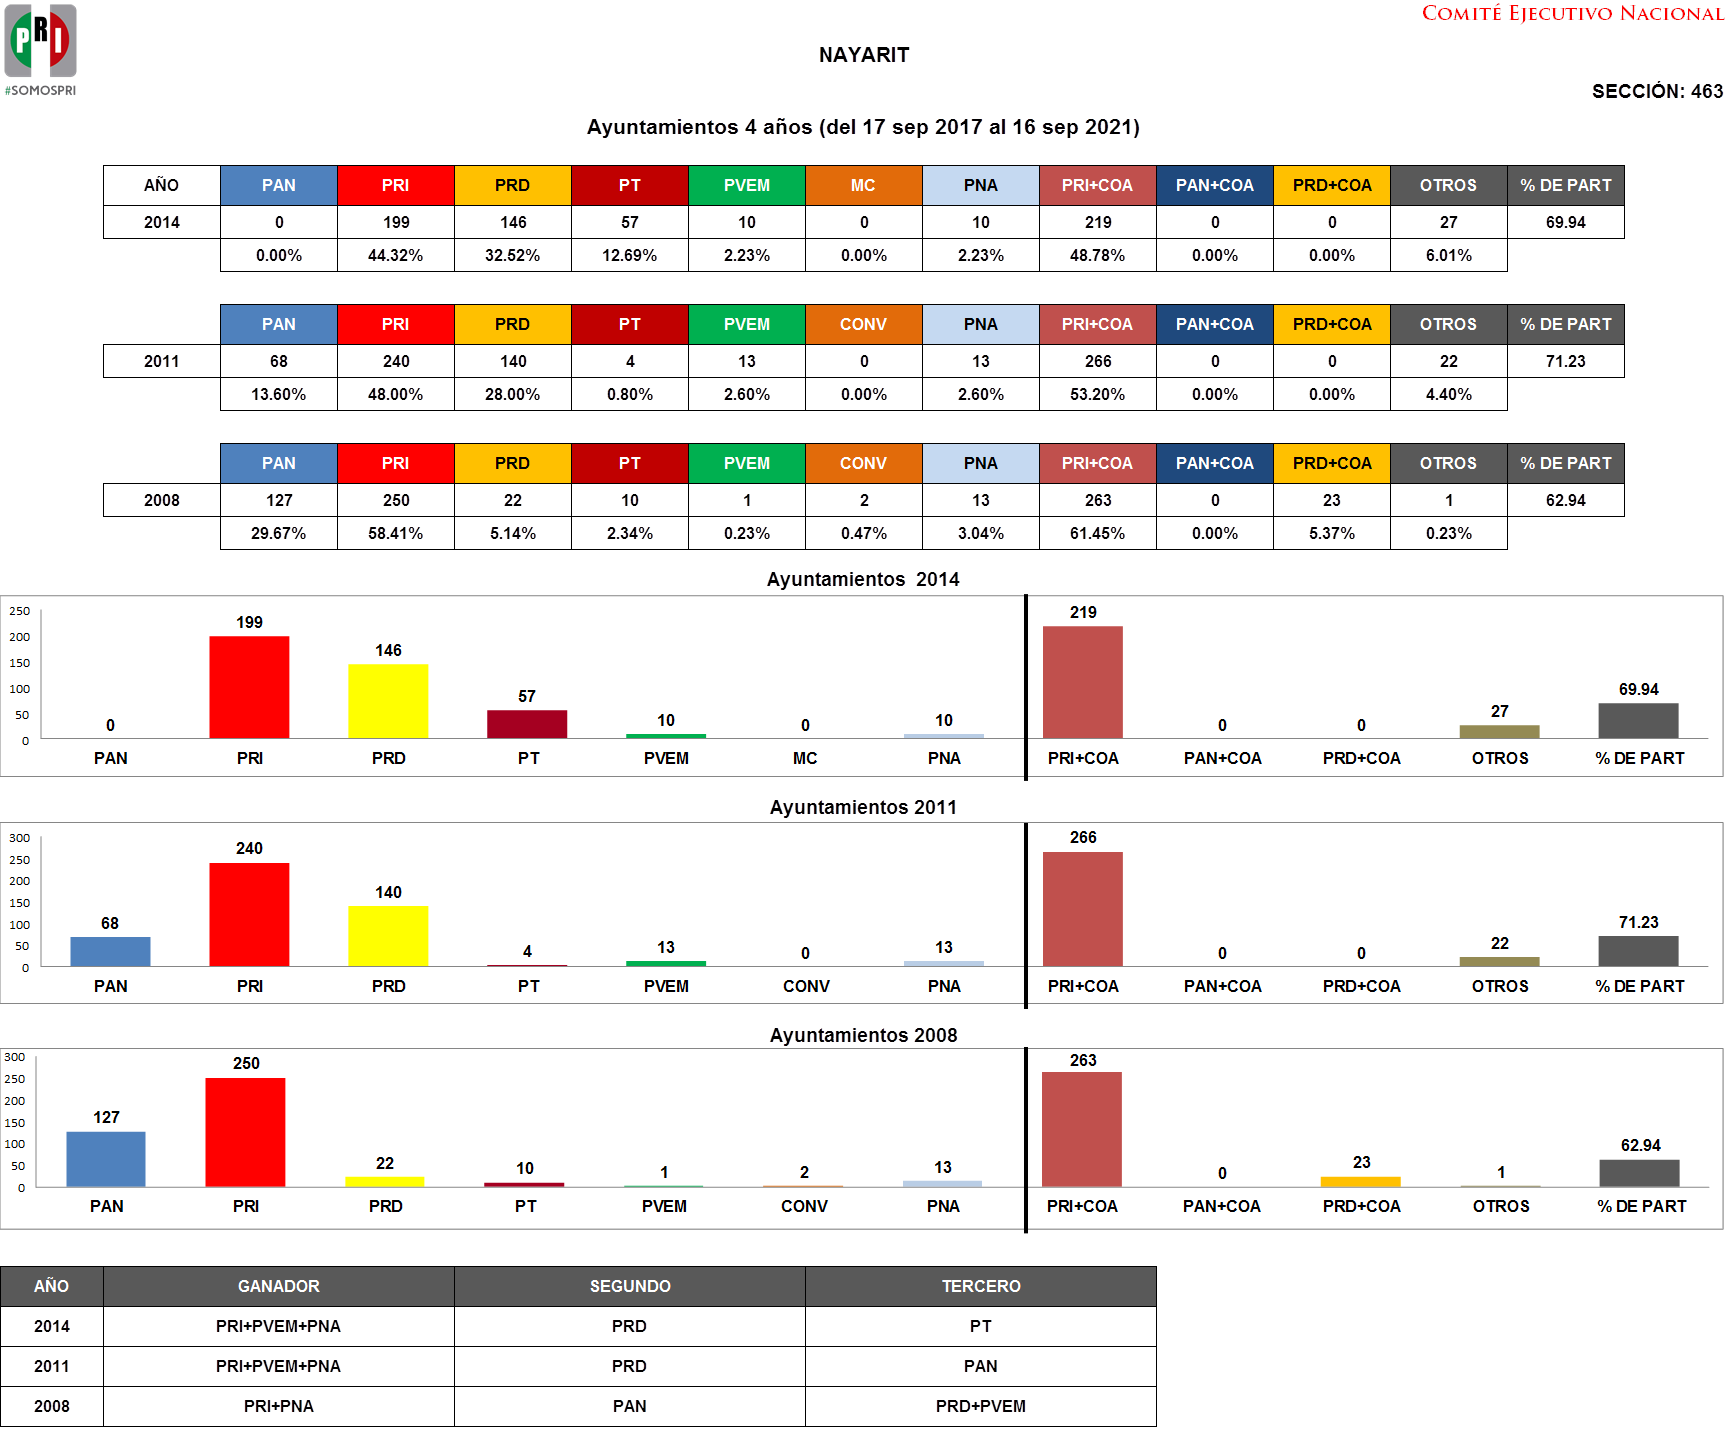 PRI
#SOMOSPRI
COMITÉ EJECUTIVO NACIONAL
NAYARIT
SECCIÓN: 463
Ayuntamientos 4 años (del 17 sep 2017 al 16 sep 2021)
AÑO PAN PRI PRD PT PVEM MC PNA PRI+COA PAN+COA PRD+COA OTROS % DE PART
2014 0 199 146 57 10 0 10 219 0 0 27 69.94
0.00% 44.32% 32.52% 12.69% 2.23% 0.00% 2.23% 48.78% 0.00% 0.00% 6.01%
PAN PRI PRD PT PVEM CONV PNA PRI+COA PAN+COA PRD+COA OTROS % DE PART
2011 68 240 140 4 13 0 13 266 0 0 22 71.23
13.60% 48.00% 28.00% 0.80% 2.60% 0.00% 2.60% 53.20% 0.00% 0.00% 4.40%
PAN PRI PRD PT PVEM CONV PNA PRI+COA PAN+COA PRD+COA OTROS % DE PART
2008 127 250 22 10 1 2 13 263 0 23 1 62.94
29.67% 58.41% 5.14% 2.34% 0.23% 0.47% 3.04% 61.45% 0.00% 5.37% 0.23%
Ayuntamientos 2014
250
200
150
100
50
0
0 199 146 57 10 0 10 219 0 0 27 69.94
PAN PRI PRD PT PVEM MC PNA PRI+COA PAN+COA PRD+COA OTROS % DE PART
Ayuntamientos 2011
300
250
200
150
100
50
0
68 240 140 4 13 0 13 266 0 0 22 71.23
PAN PRI PRD PT PVEM CONV PNA PRI+COA PAN+COA PRD+COA OTROS % DE PART
Ayuntamientos 2008
300
250
200
150
100
50
0
127 250 22 10 1 2 13 263 0 23 1 62.94
PAN PRI PRD PT PVEM CONV PNA PRI+COA PAN+COA PRD+COA OTROS % DE PART
AÑO GANADOR SEGUNDO TERCERO
2014 PRI+PVEM+PNA PRD PT
2011 PRI+PVEM+PNA PRD PAN
2008 PRI+PNA PAN PRD+PVEM